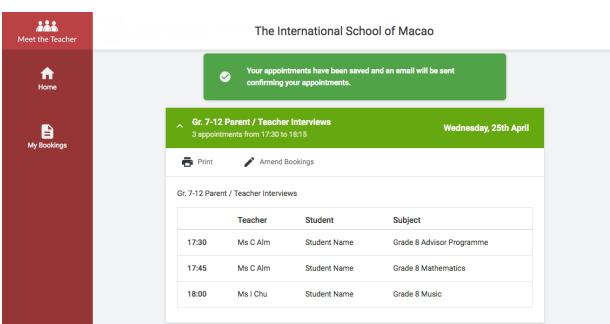 Meet the Teacher
The International School of Macao
Home
My Bookings
Your appointments have been saved and an email will be sent
confirming your appointments.
Gr. 7-12 Parent / Teacher Interviews
3 appointments from 17:30 to 18:15
Wednesday, 25th April
Print
Amend Bookings
Gr. 7-12 Parent / Teacher Interviews
Teacher Student Subject
17:30 Ms C Alm Student Name Grade 8 Advisor Programme
17:45 Ms C Alm Student Name Grade 8 Mathematics
18:00 Ms I Chu Student Name Grade 8 Music